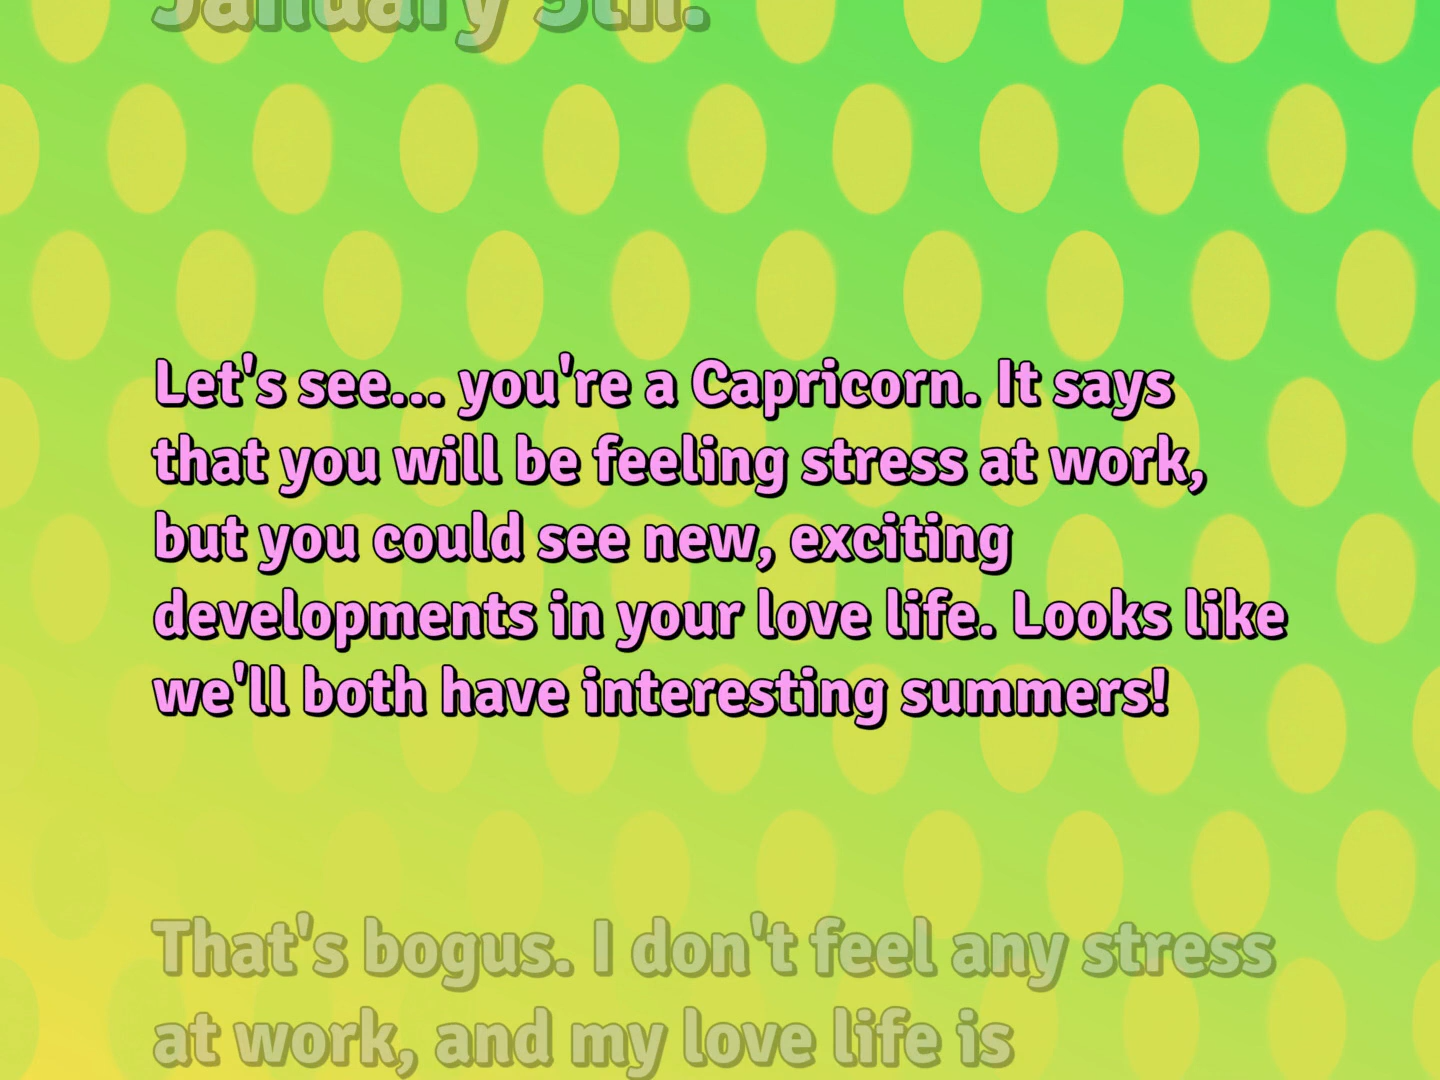 January 5th.
Let's see... you're a Capricorn. It says
that you will be feeling stress at work,
but you could see new, exciting
developments in your love life. Looks like
we'll both have interesting summers!
That's bogus. I don't feel any stress
at work, and my love life is